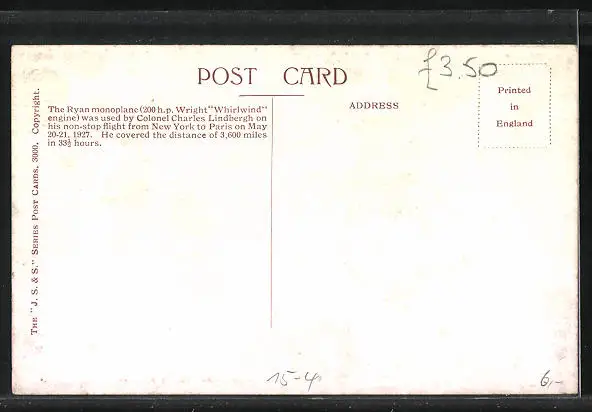 POST CARD
£3.50
The Ryan monoplane (200 h.p. Wright "Whirlwind"
engine) was used by Colonel Charles Lindbergh on
his non-stop flight from New York to Paris on May
20-21, 1927. He covered the distance of 3,600 miles
in 33½ hours.
ADDRESS
Printed
in
England
THE "J. S. & S." SERIES POST CARDS, 3000. Copyright.
15-4
6,-